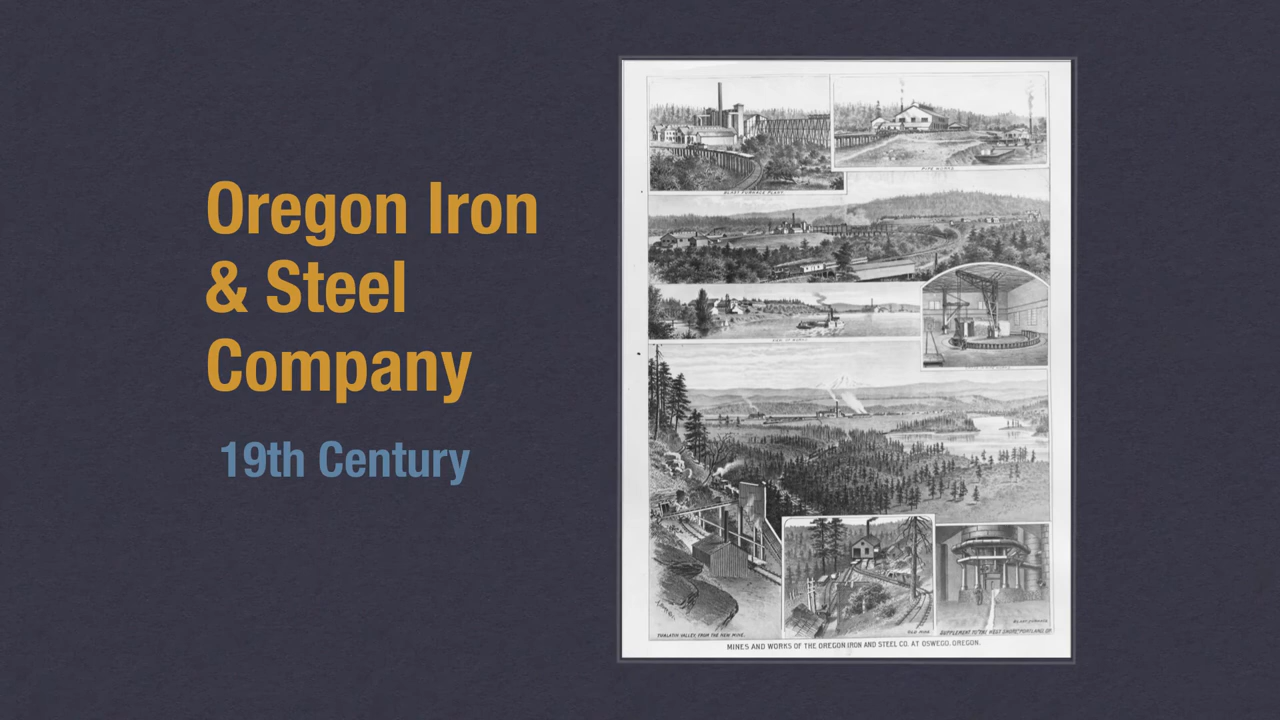 Oregon Iron
& Steel
Company
19th Century
BLAST FURNACE PLANT.
PIPE WORKS.
TUALATIN VALLEY, FROM THE NEW MINE.
OLD MINE
BLAST FURNACE
SUPPLEMENT TO "THE WEST SHORE" PORTLAND, OR.
MINES AND WORKS OF THE OREGON IRON AND STEEL CO. AT OSWEGO, OREGON.